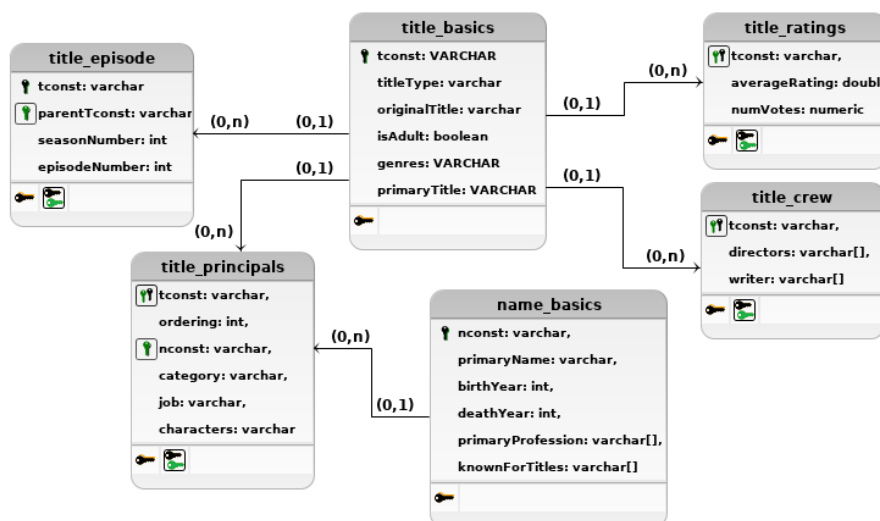 title_basics
tconst: VARCHAR
titleType: varchar
originalTitle: varchar
isAdult: boolean
genres: VARCHAR
primaryTitle: VARCHAR
title_episode
tconst: varchar
parentTconst: varchar
seasonNumber: int
episodeNumber: int
title_ratings
tconst: varchar,
averageRating: doubl
numVotes: numeric
title_crew
tconst: varchar,
directors: varchar[],
writer: varchar[]
title_principals
tconst: varchar,
ordering: int,
nconst: varchar,
category: varchar,
job: varchar,
characters: varchar
name_basics
nconst: varchar,
primaryName: varchar,
birthYear: int,
deathYear: int,
primaryProfession: varchar[],
knownForTitles: varchar[]
(0,n)
(0,1)
(0,1)
(0,n)
(0,1)
(0,n)
(0,1)
(0,n)
(0,n)
(0,1)